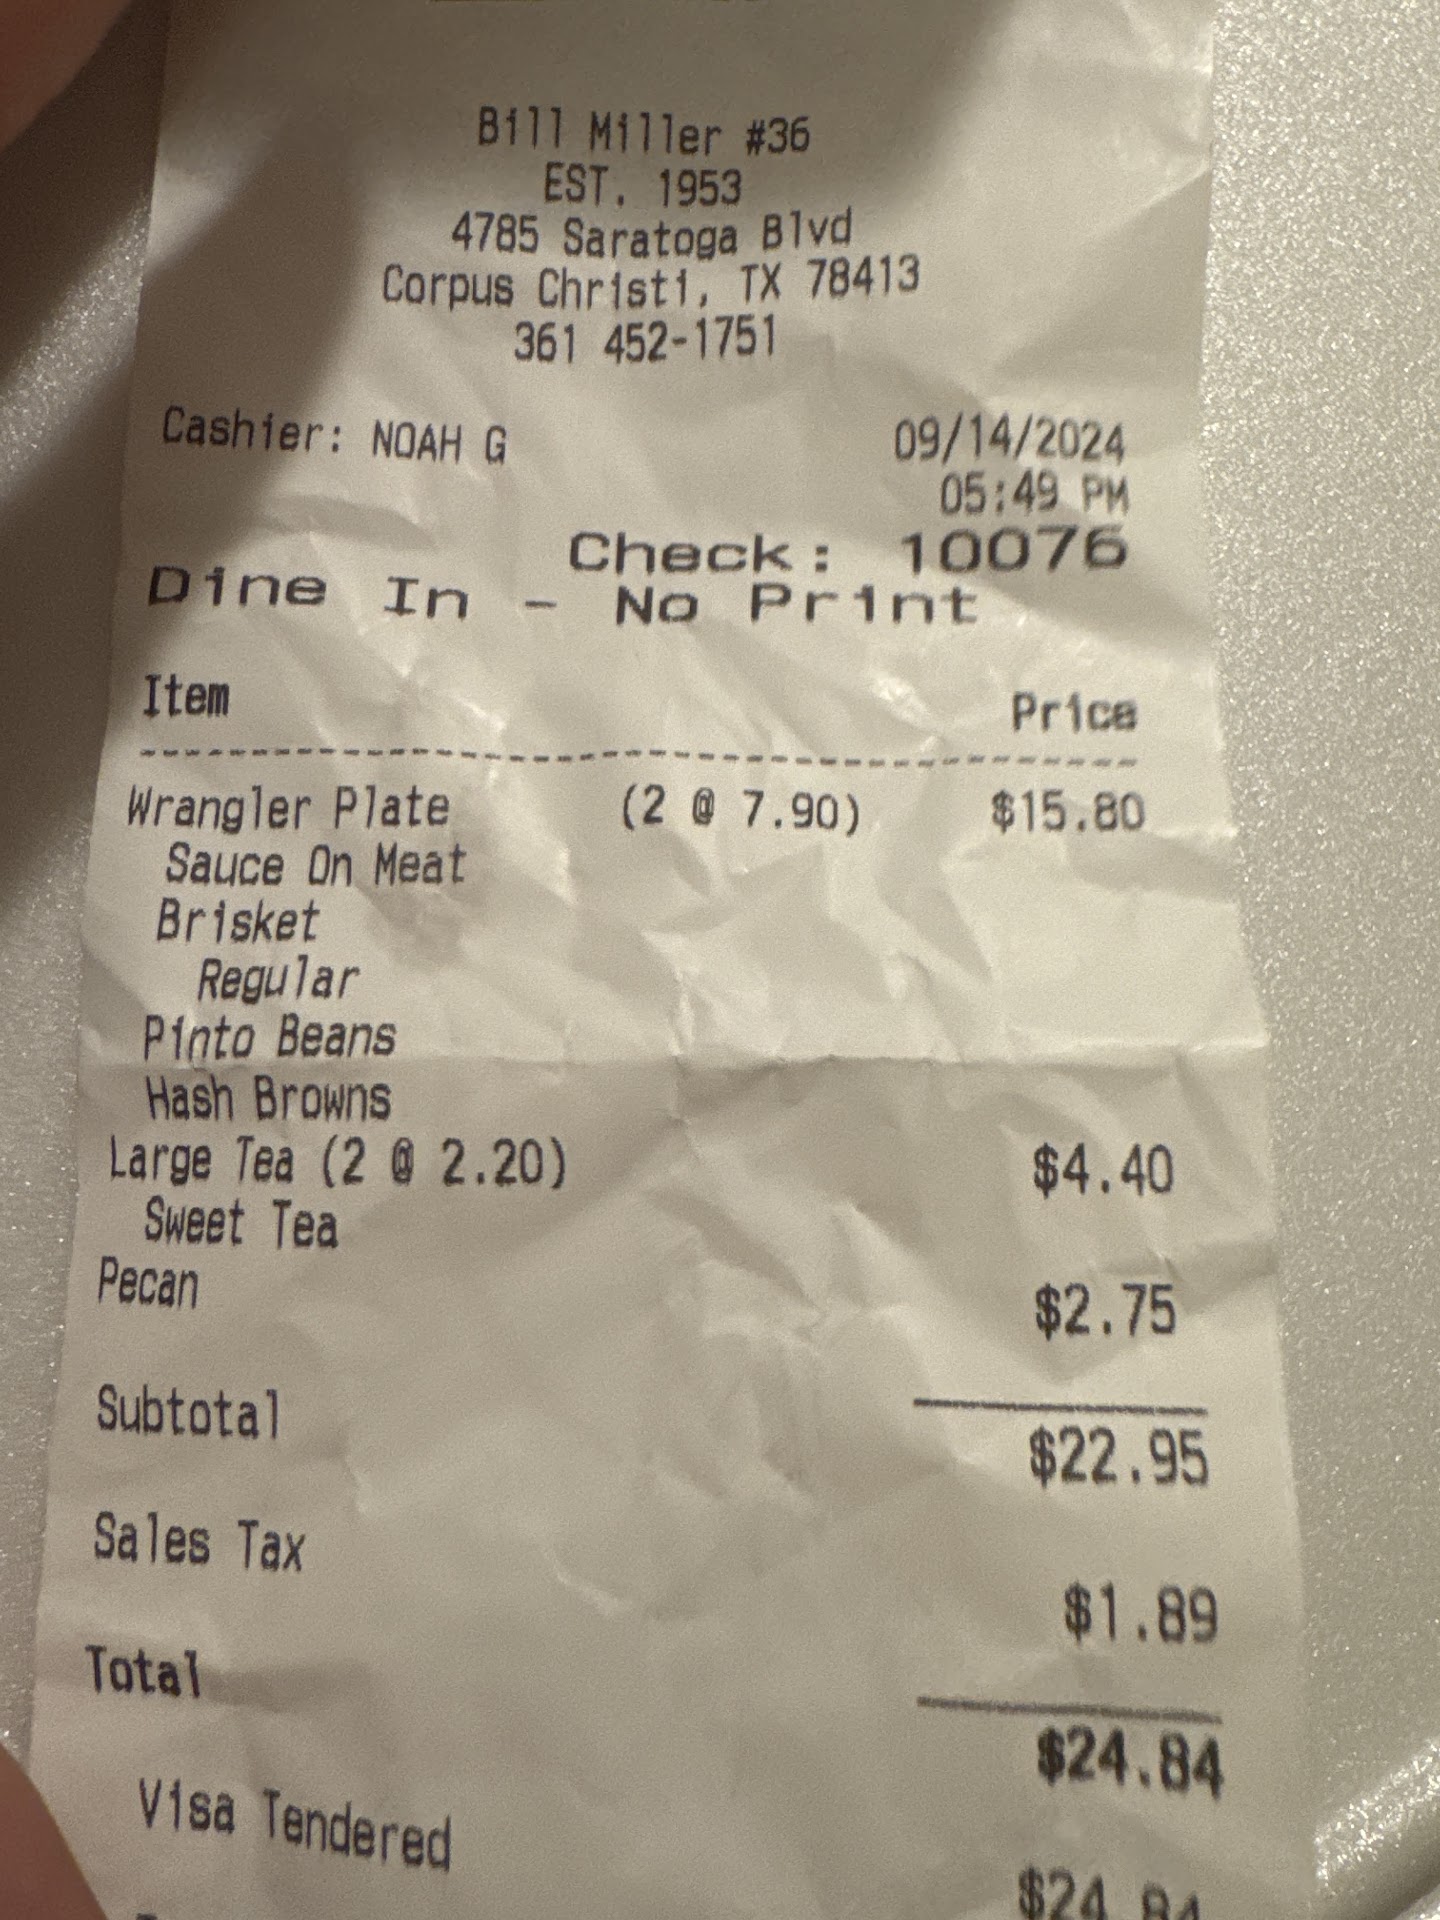 Bill Miller #36
EST. 1953
4785 Saratoga Blvd
Corpus Christi, TX 78413
361 452-1751
Cashier: NOAH G 09/14/2024
05:49 PM
Check: 10076
Dine In - No Print
Item Price
Wrangler Plate (2 @ 7.90) $15.80
Sauce On Meat
Brisket
Regular
Pinto Beans
Hash Browns
Large Tea (2 @ 2.20) $4.40
Sweet Tea
Pecan $2.75
Subtotal $22.95
Sales Tax $1.89
Total $24.84
Visa Tendered $24.84